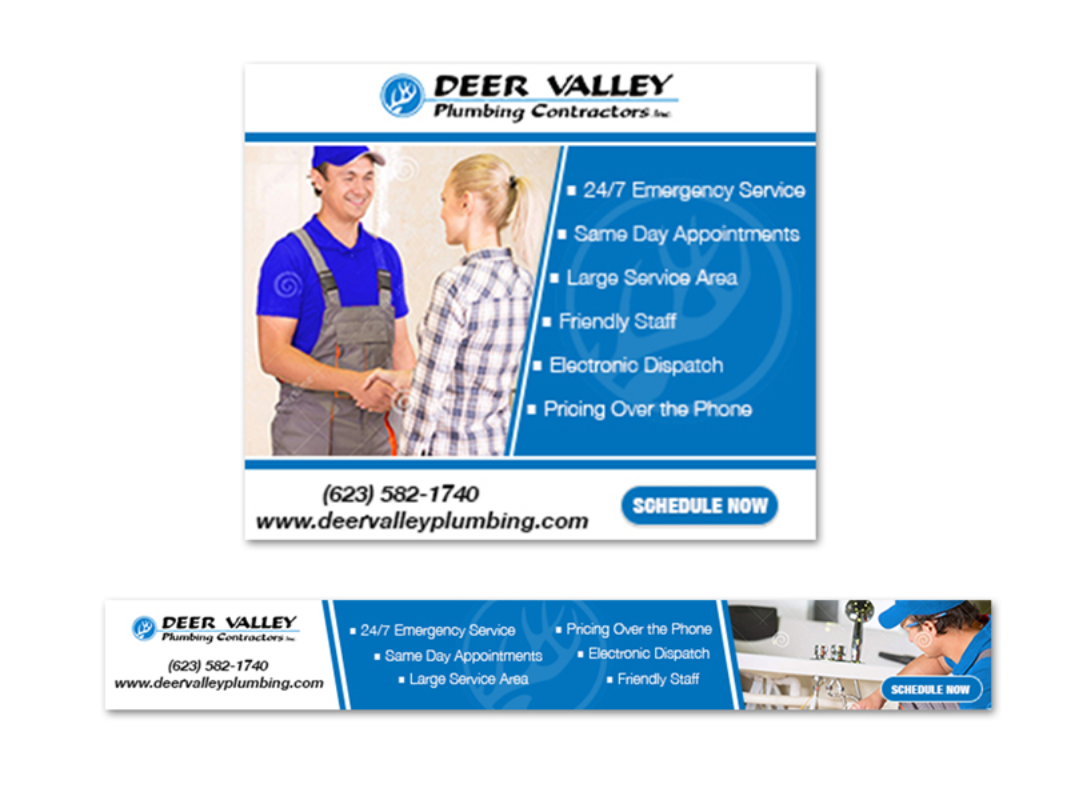 DEER VALLEY
Plumbing Contractors Inc.
24/7 Emergency Service
Same Day Appointments
Large Service Area
Friendly Staff
Electronic Dispatch
Pricing Over the Phone
(623) 582-1740
www.deervalleyplumbing.com
SCHEDULE NOW
DEER VALLEY
Plumbing Contractors Inc.
(623) 582-1740
www.deervalleyplumbing.com
24/7 Emergency Service
Same Day Appointments
Large Service Area
Pricing Over the Phone
Electronic Dispatch
Friendly Staff
SCHEDULE NOW